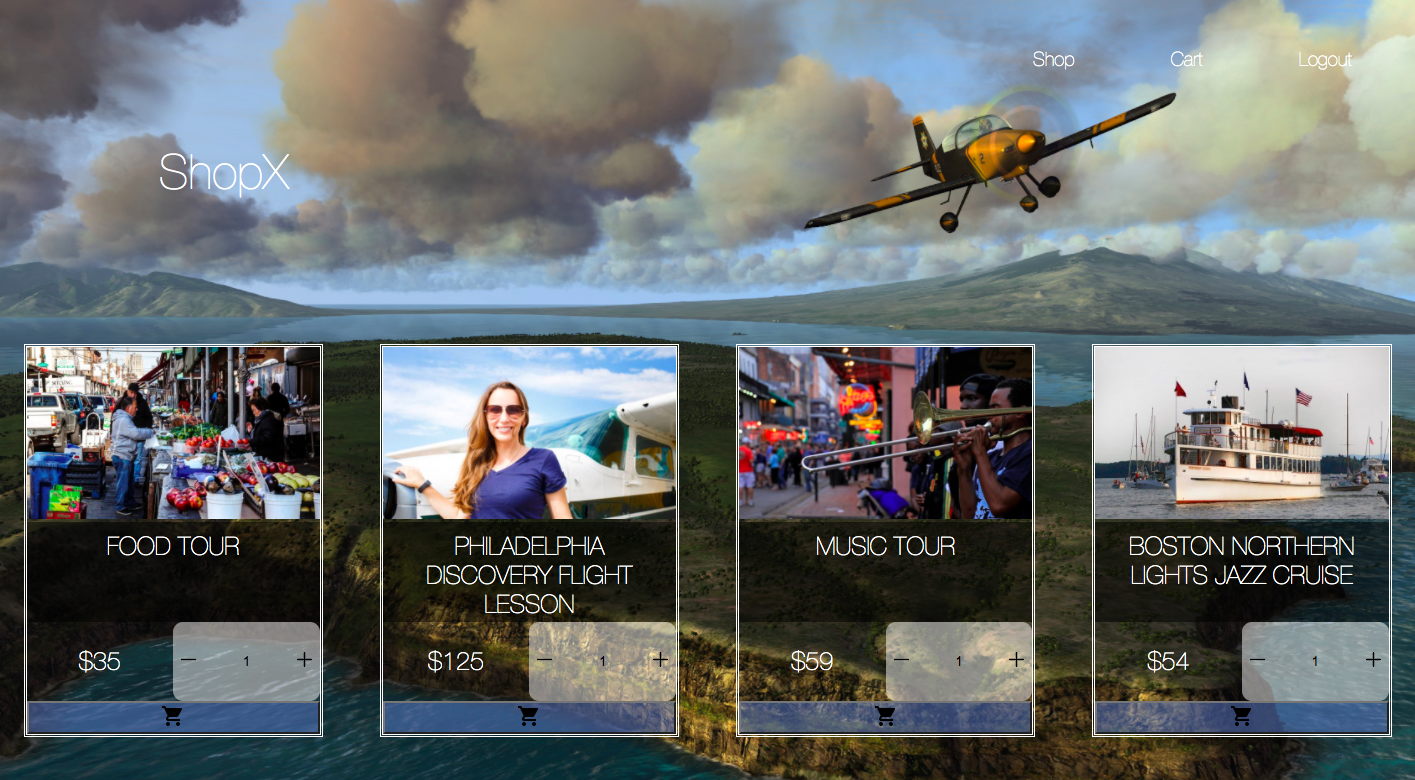 Shop Cart Logout
ShopX
FOOD TOUR
$35
− 1 +
PHILADELPHIA
DISCOVERY FLIGHT
LESSON
$125
− 1 +
MUSIC TOUR
$59
− 1 +
BOSTON NORTHERN
LIGHTS JAZZ CRUISE
$54
− 1 +